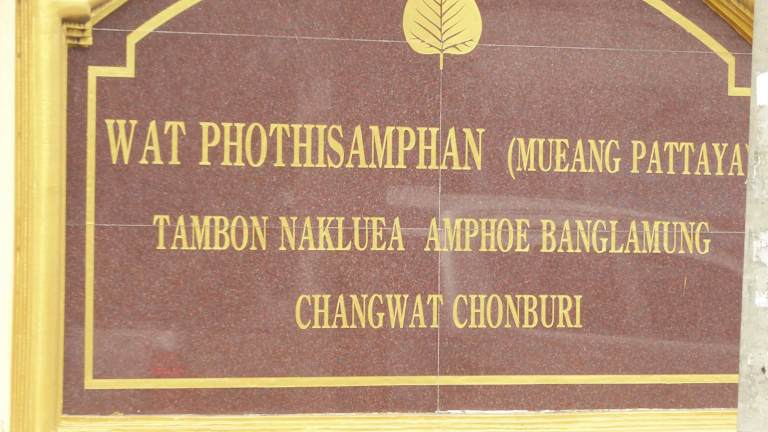 WAT PHOTHISAMPHAN (MUEANG PATTAYA)
TAMBON NAKLUEA AMPHOE BANGLAMUNG
CHANGWAT CHONBURI